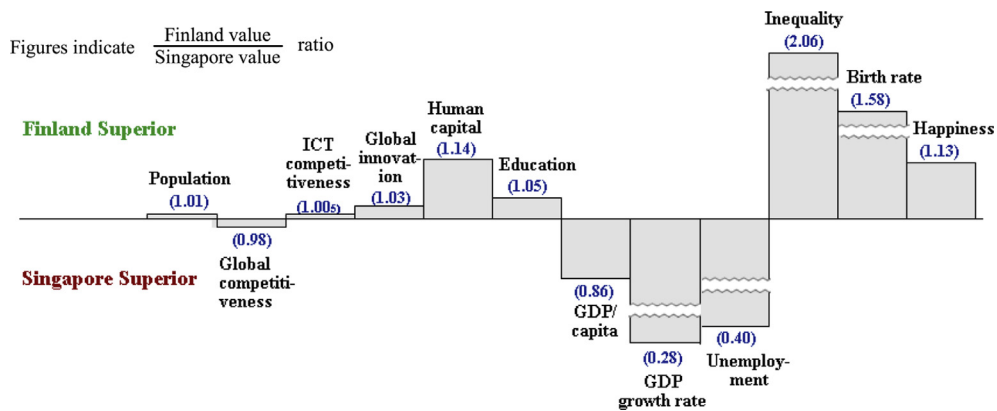 Figures indicate Finland value ratio
Singapore value
Finland Superior
Singapore Superior
Population
(1.01)
(0.98)
Global
competiti-
veness
ICT
competi-
tiveness
(1.005)
Global
innovat-
ion
(1.03)
Human
capital
(1.14)
Education
(1.05)
(0.86)
GDP/
capita
(0.28)
GDP
growth rate
(0.40)
Unemploy-
ment
Inequality
(2.06)
Birth rate
(1.58)
Happiness
(1.13)